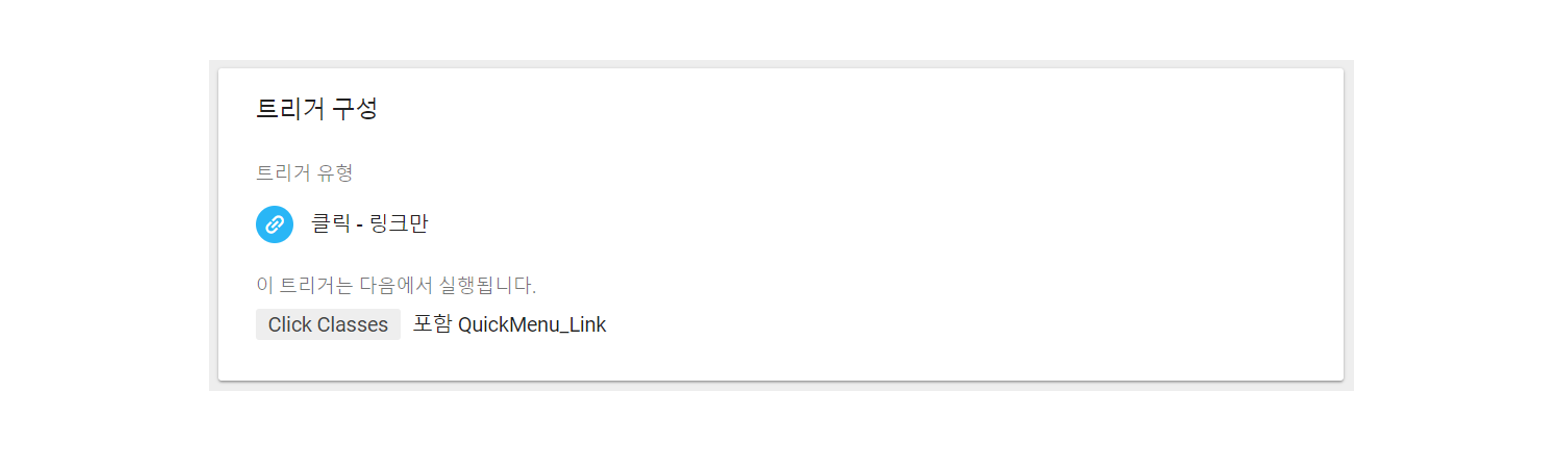 트리거 구성
트리거 유형
클릭 - 링크만
이 트리거는 다음에서 실행됩니다.
Click Classes 포함 QuickMenu_Link